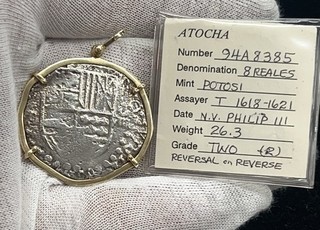 ATOCHA
Number 94A8385
Denomination 8 REALES
Mint POTOSI
Assayer T 1618-1621
Date N.V. PHILIP III
Weight 26.3
Grade TWO (R)
REVERSAL on REVERSE